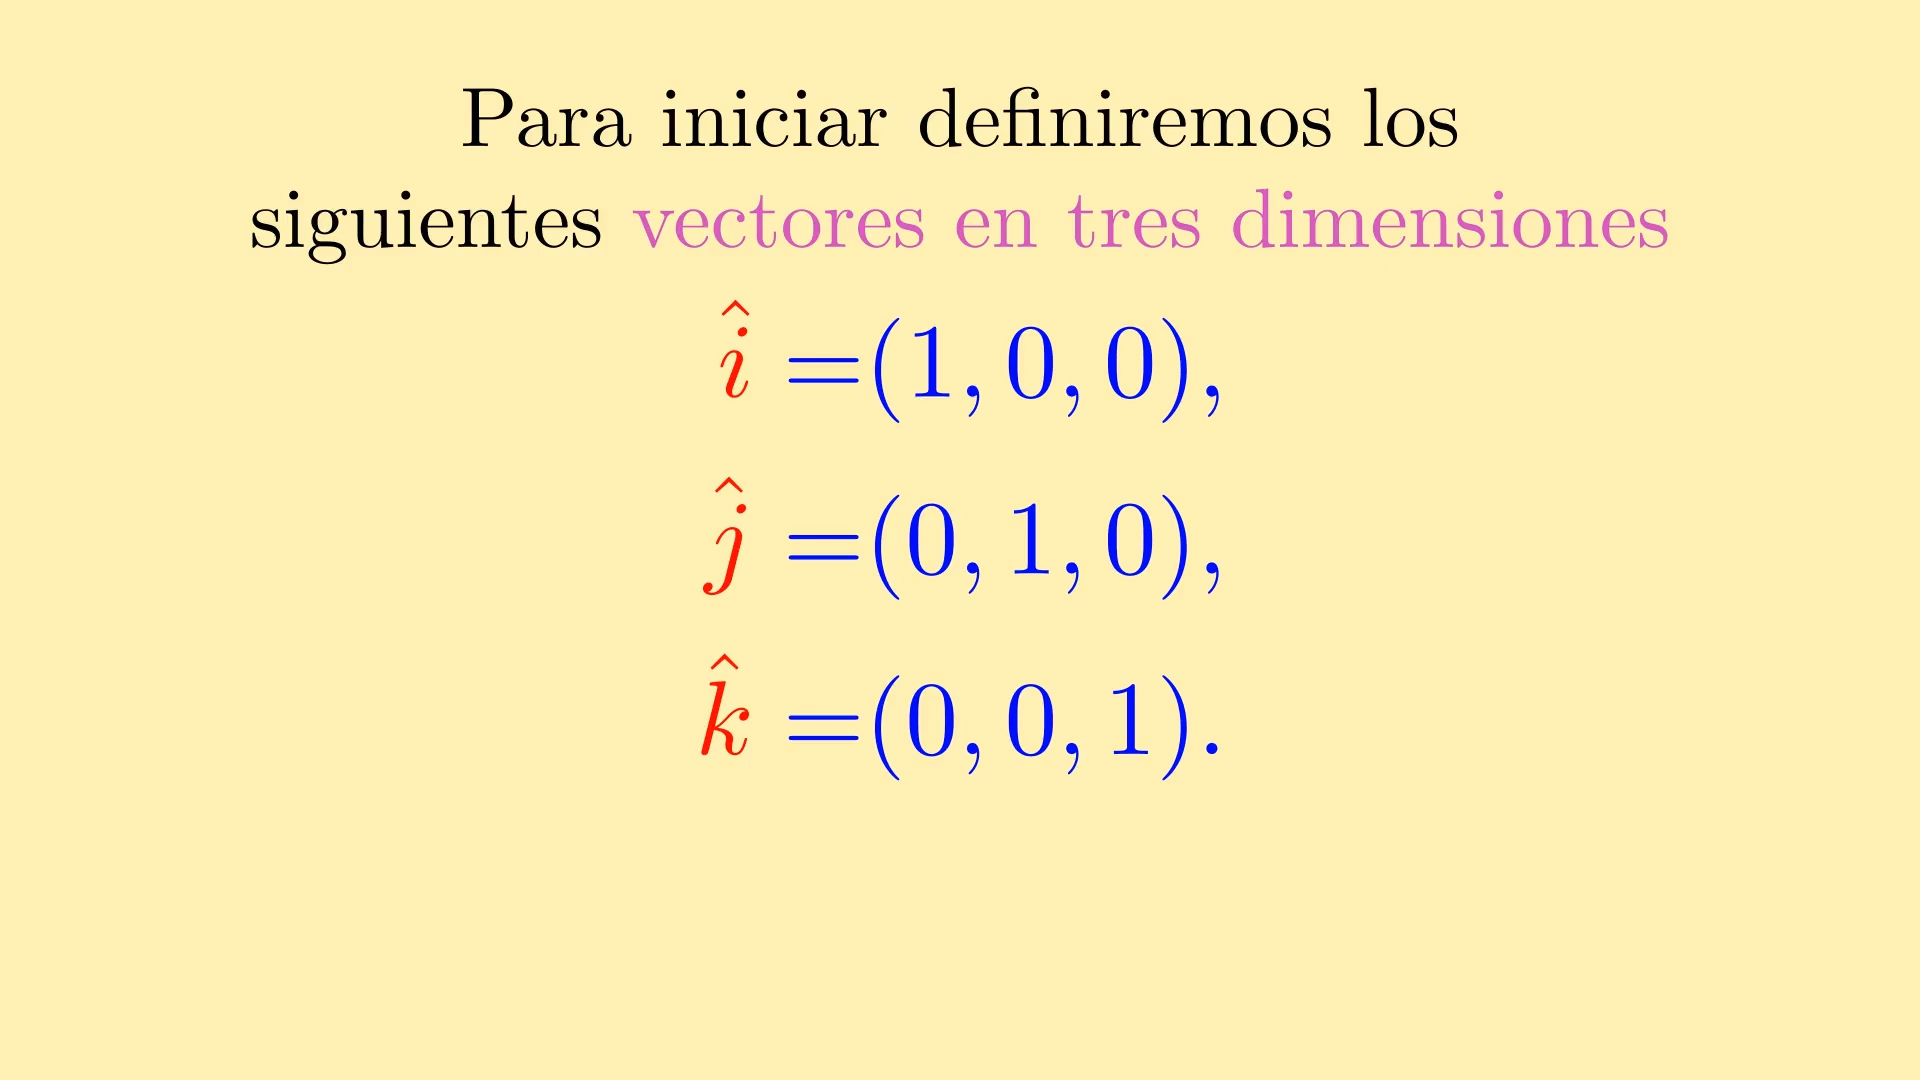 Para iniciar definiremos los
siguientes vectores en tres dimensiones
î =(1, 0, 0),
ĵ =(0, 1, 0),
k̂ =(0, 0, 1).